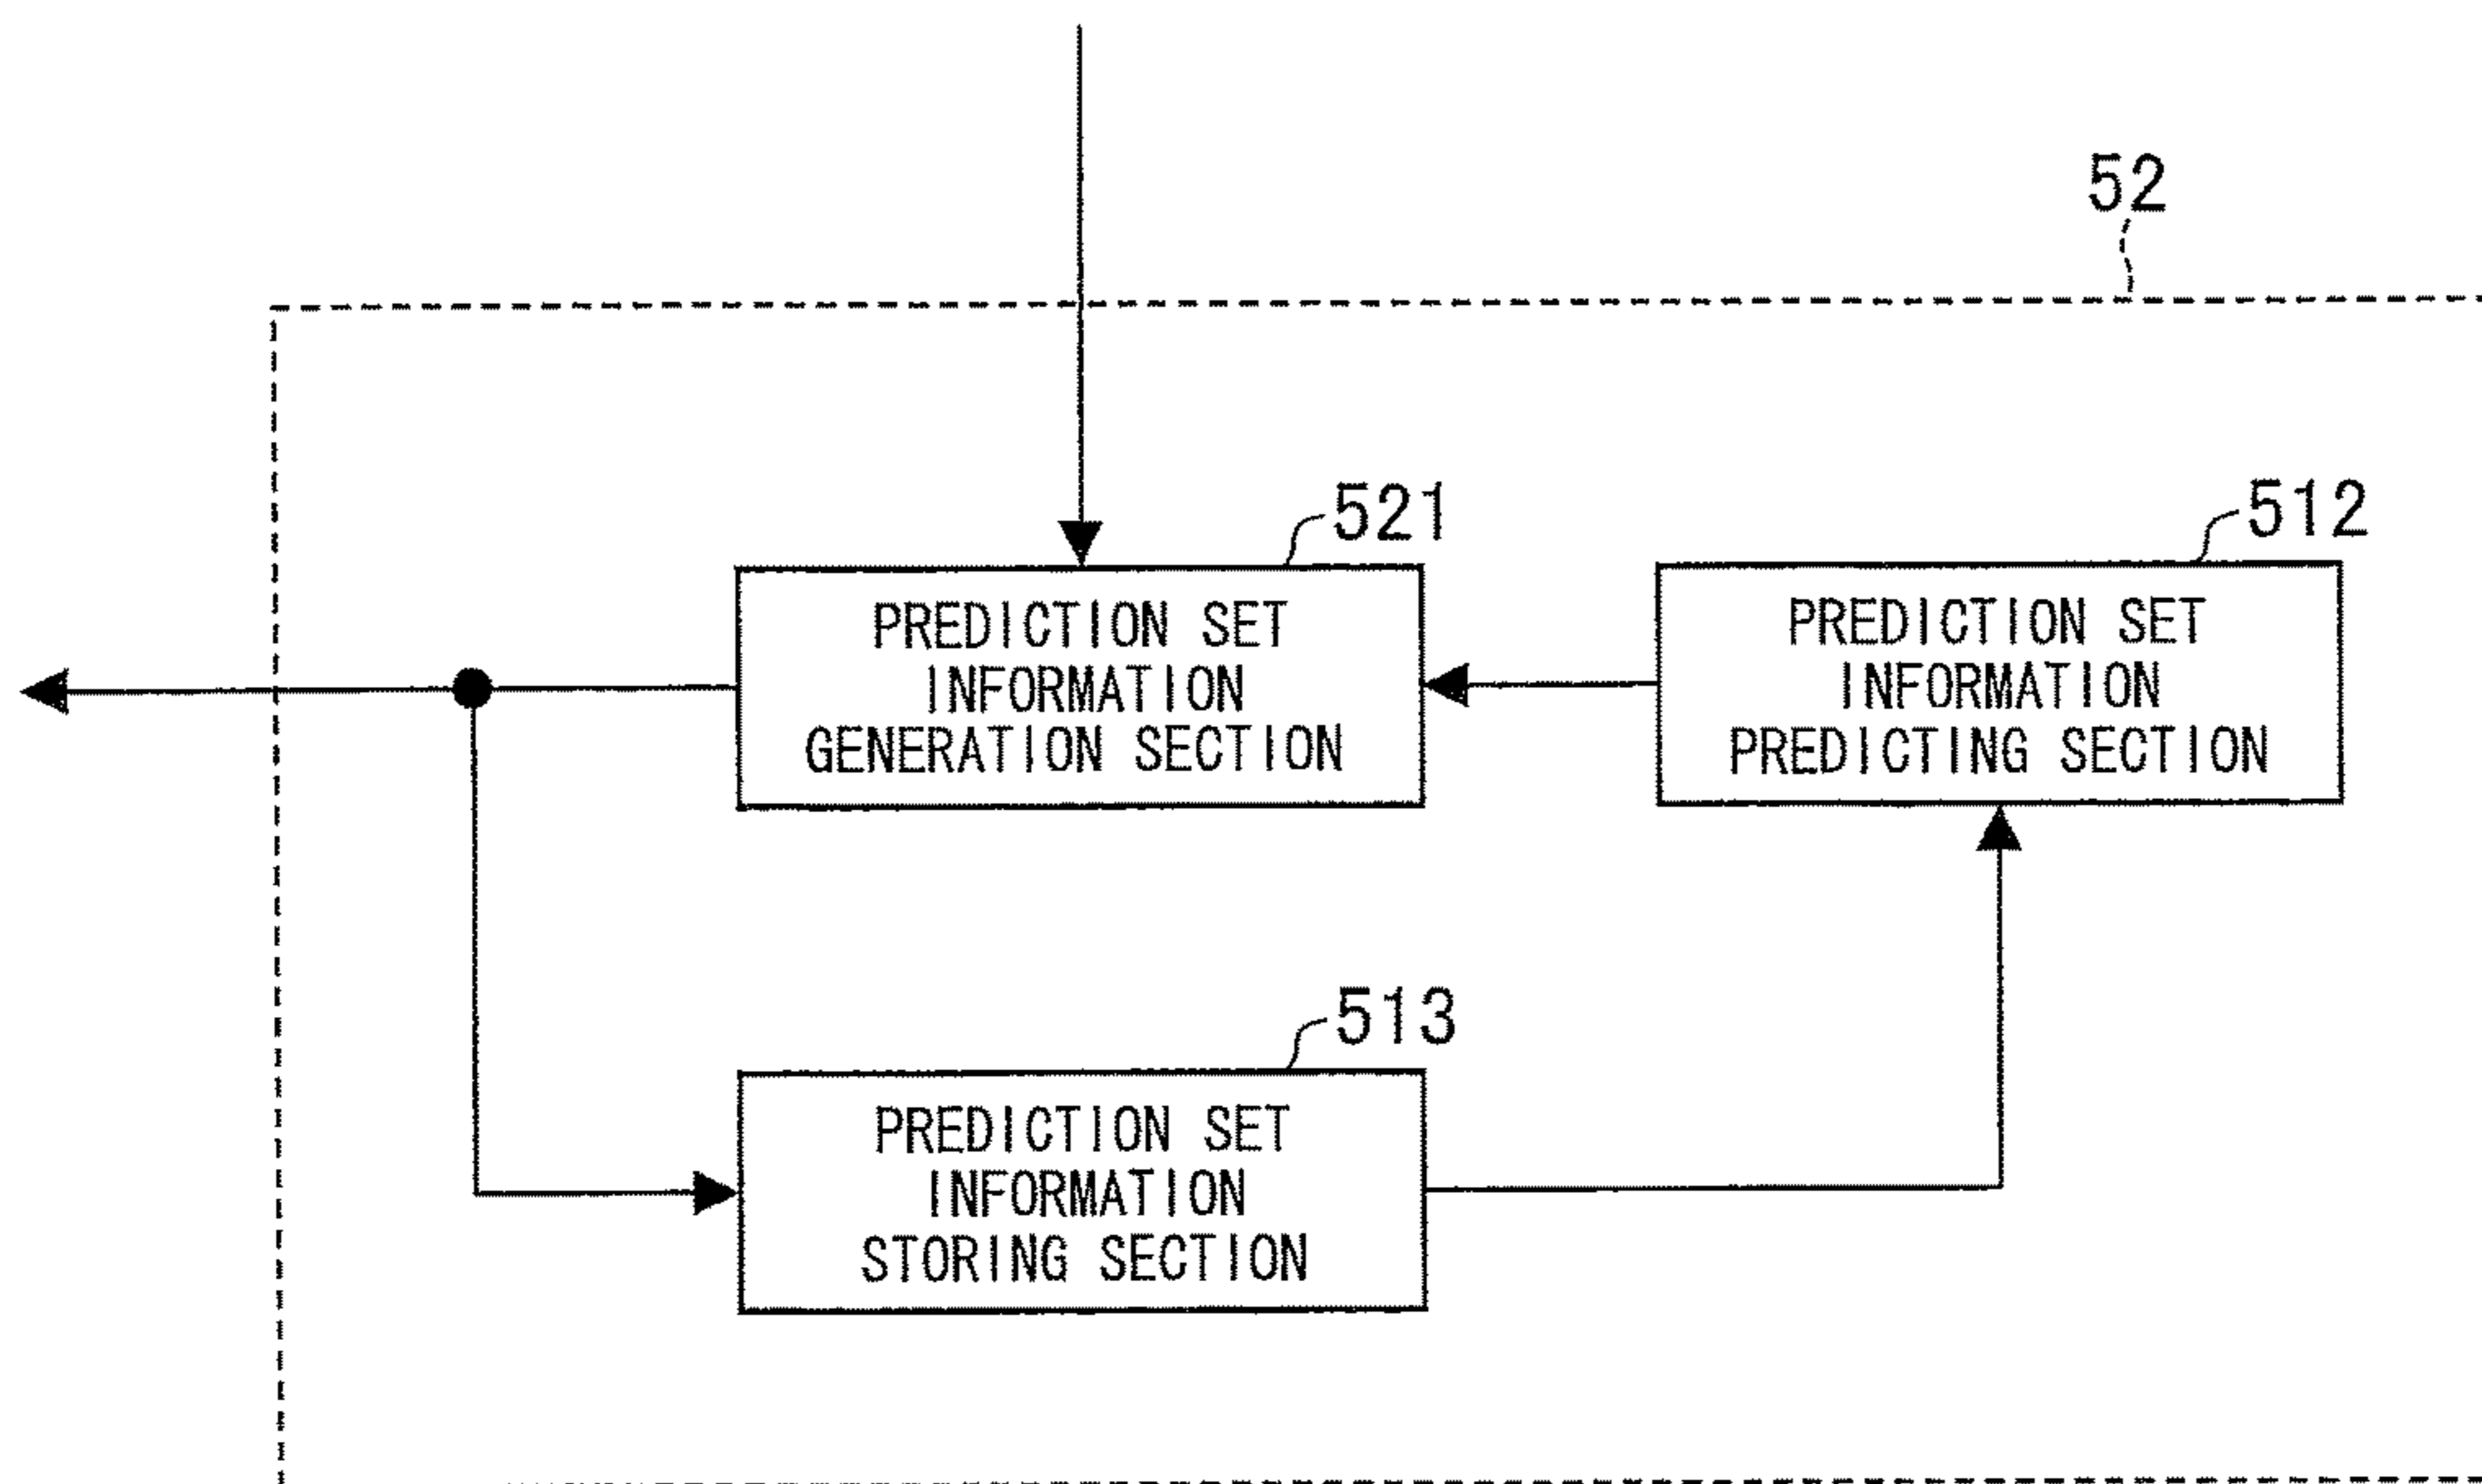 52
521
PREDICTION SET
INFORMATION
GENERATION SECTION
512
PREDICTION SET
INFORMATION
PREDICTING SECTION
513
PREDICTION SET
INFORMATION
STORING SECTION